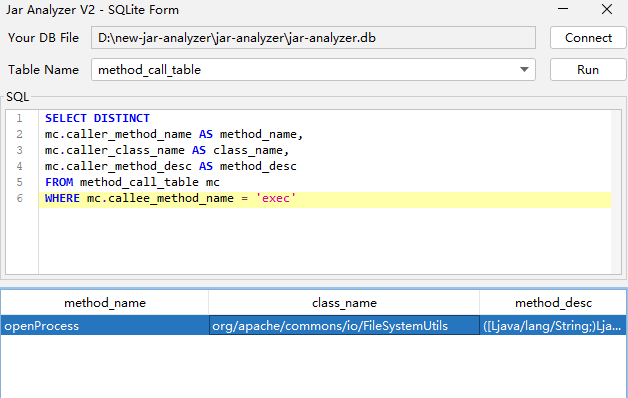 Jar Analyzer V2 - SQLite Form
Your DB File D:\new-jar-analyzer\jar-analyzer\jar-analyzer.db Connect
Table Name method_call_table Run
SQL
1 SELECT DISTINCT
2 mc.caller_method_name AS method_name,
3 mc.caller_class_name AS class_name,
4 mc.caller_method_desc AS method_desc
5 FROM method_call_table mc
6 WHERE mc.callee_method_name = 'exec'
method_name class_name method_desc
openProcess org/apache/commons/io/FileSystemUtils ([Ljava/lang/String;)Lja...